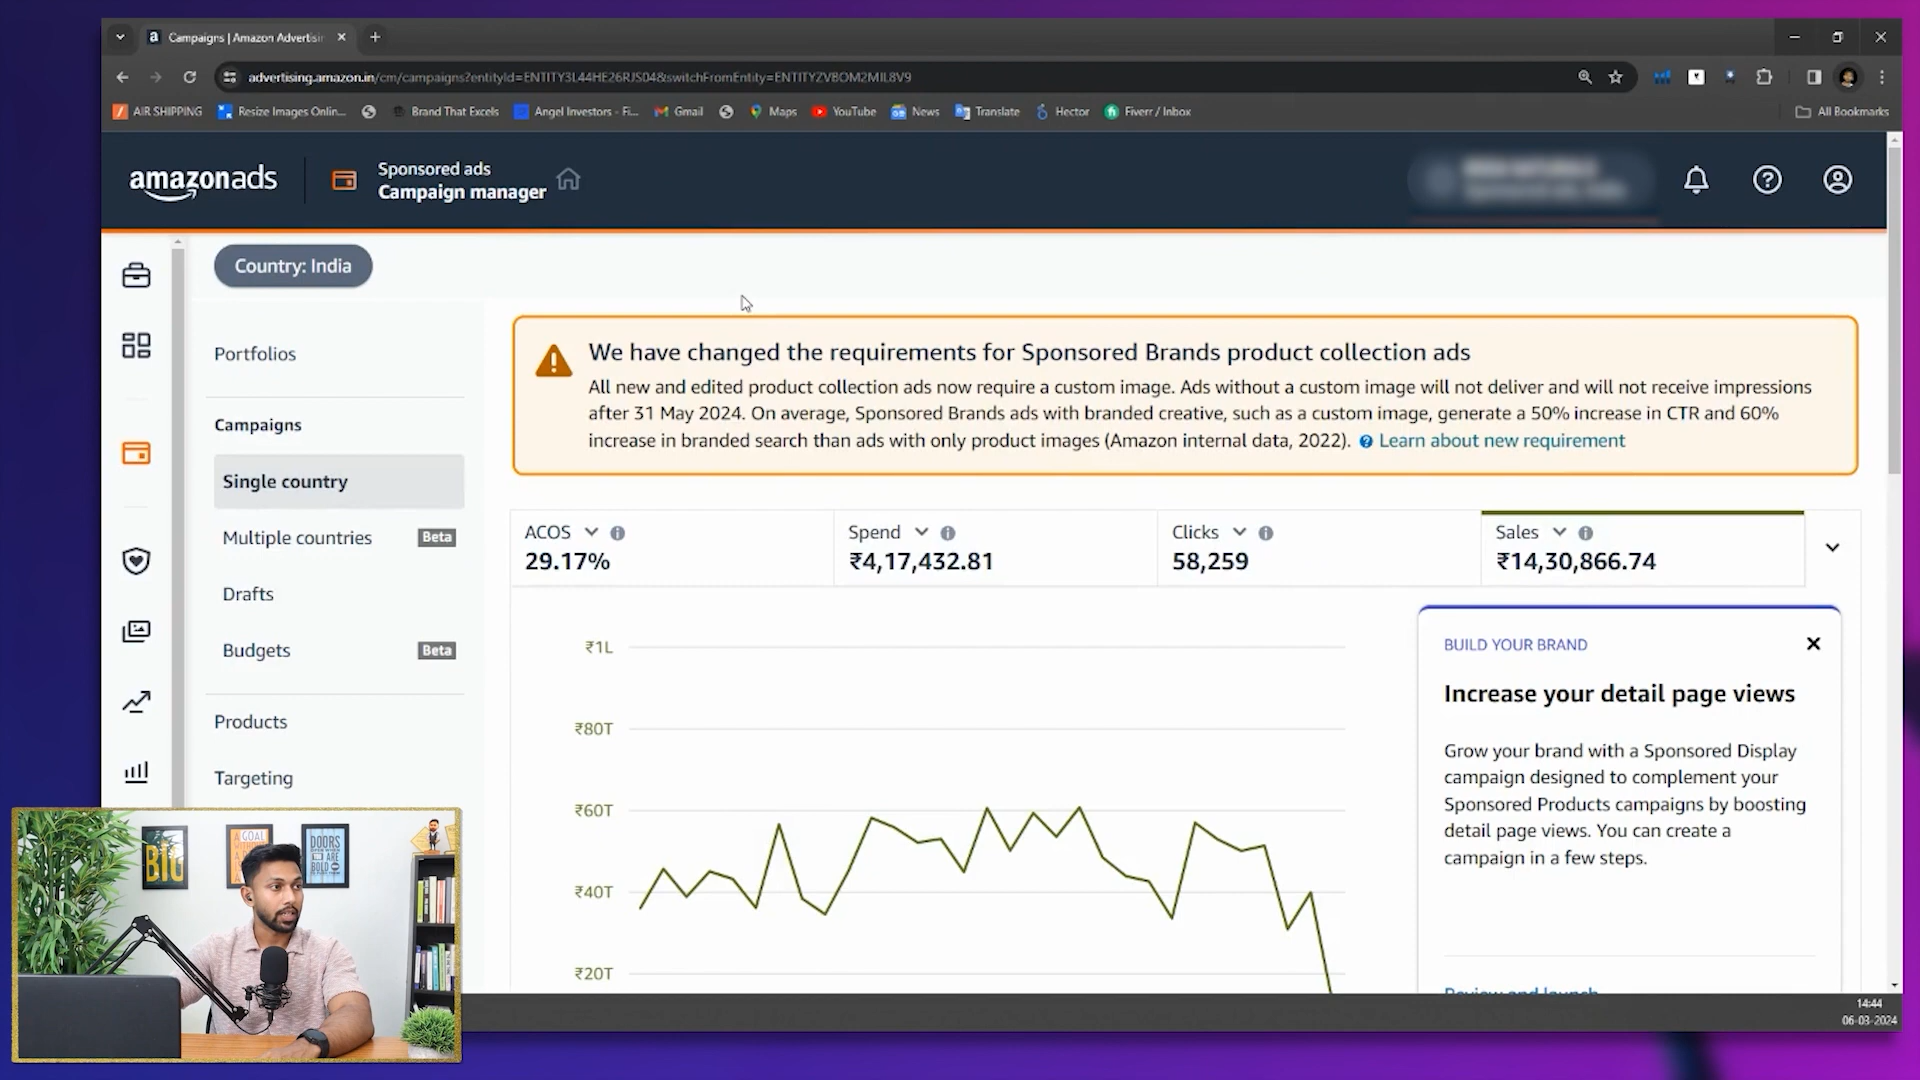 Campaigns | Amazon Advertisin
advertising.amazon.in/cm/campaigns?entityId=ENTITY3L44HE26RJS04&switchFromEntity=ENTITYZVBOM2MIL8V9
AIR SHIPPING
Resize Images Onlin...
Brand That Excels
Angel Investors - Fi...
Gmail
Maps
YouTube
News
Translate
Hector
Fiverr / Inbox
All Bookmarks
amazonads
Sponsored ads
Campaign manager
Country: India
Portfolios
Campaigns
Single country
Multiple countries Beta
Drafts
Budgets Beta
Products
Targeting
We have changed the requirements for Sponsored Brands product collection ads
All new and edited product collection ads now require a custom image. Ads without a custom image will not deliver and will not receive impressions
after 31 May 2024. On average, Sponsored Brands ads with branded creative, such as a custom image, generate a 50% increase in CTR and 60%
increase in branded search than ads with only product images (Amazon internal data, 2022). Learn about new requirement
ACOS
29.17%
Spend
₹4,17,432.81
Clicks
58,259
Sales
₹14,30,866.74
₹1L
₹80T
₹60T
₹40T
₹20T
BUILD YOUR BRAND
Increase your detail page views
Grow your brand with a Sponsored Display
campaign designed to complement your
Sponsored Products campaigns by boosting
detail page views. You can create a
campaign in a few steps.
Review and launch
BIG
A GOAL
DOORS
ARE
BOLD
14:44
06-03-2024